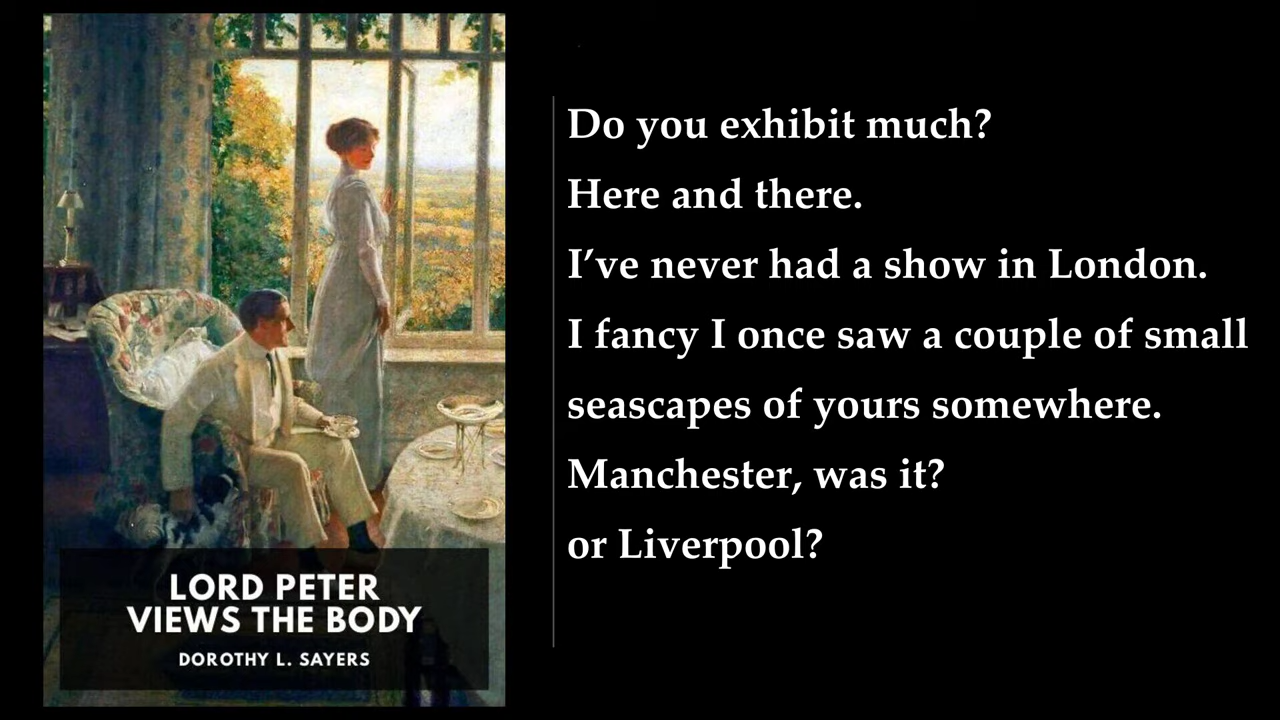 Do you exhibit much?
Here and there.
I’ve never had a show in London.
I fancy I once saw a couple of small
seascapes of yours somewhere.
Manchester, was it?
or Liverpool?
LORD PETER
VIEWS THE BODY
DOROTHY L. SAYERS